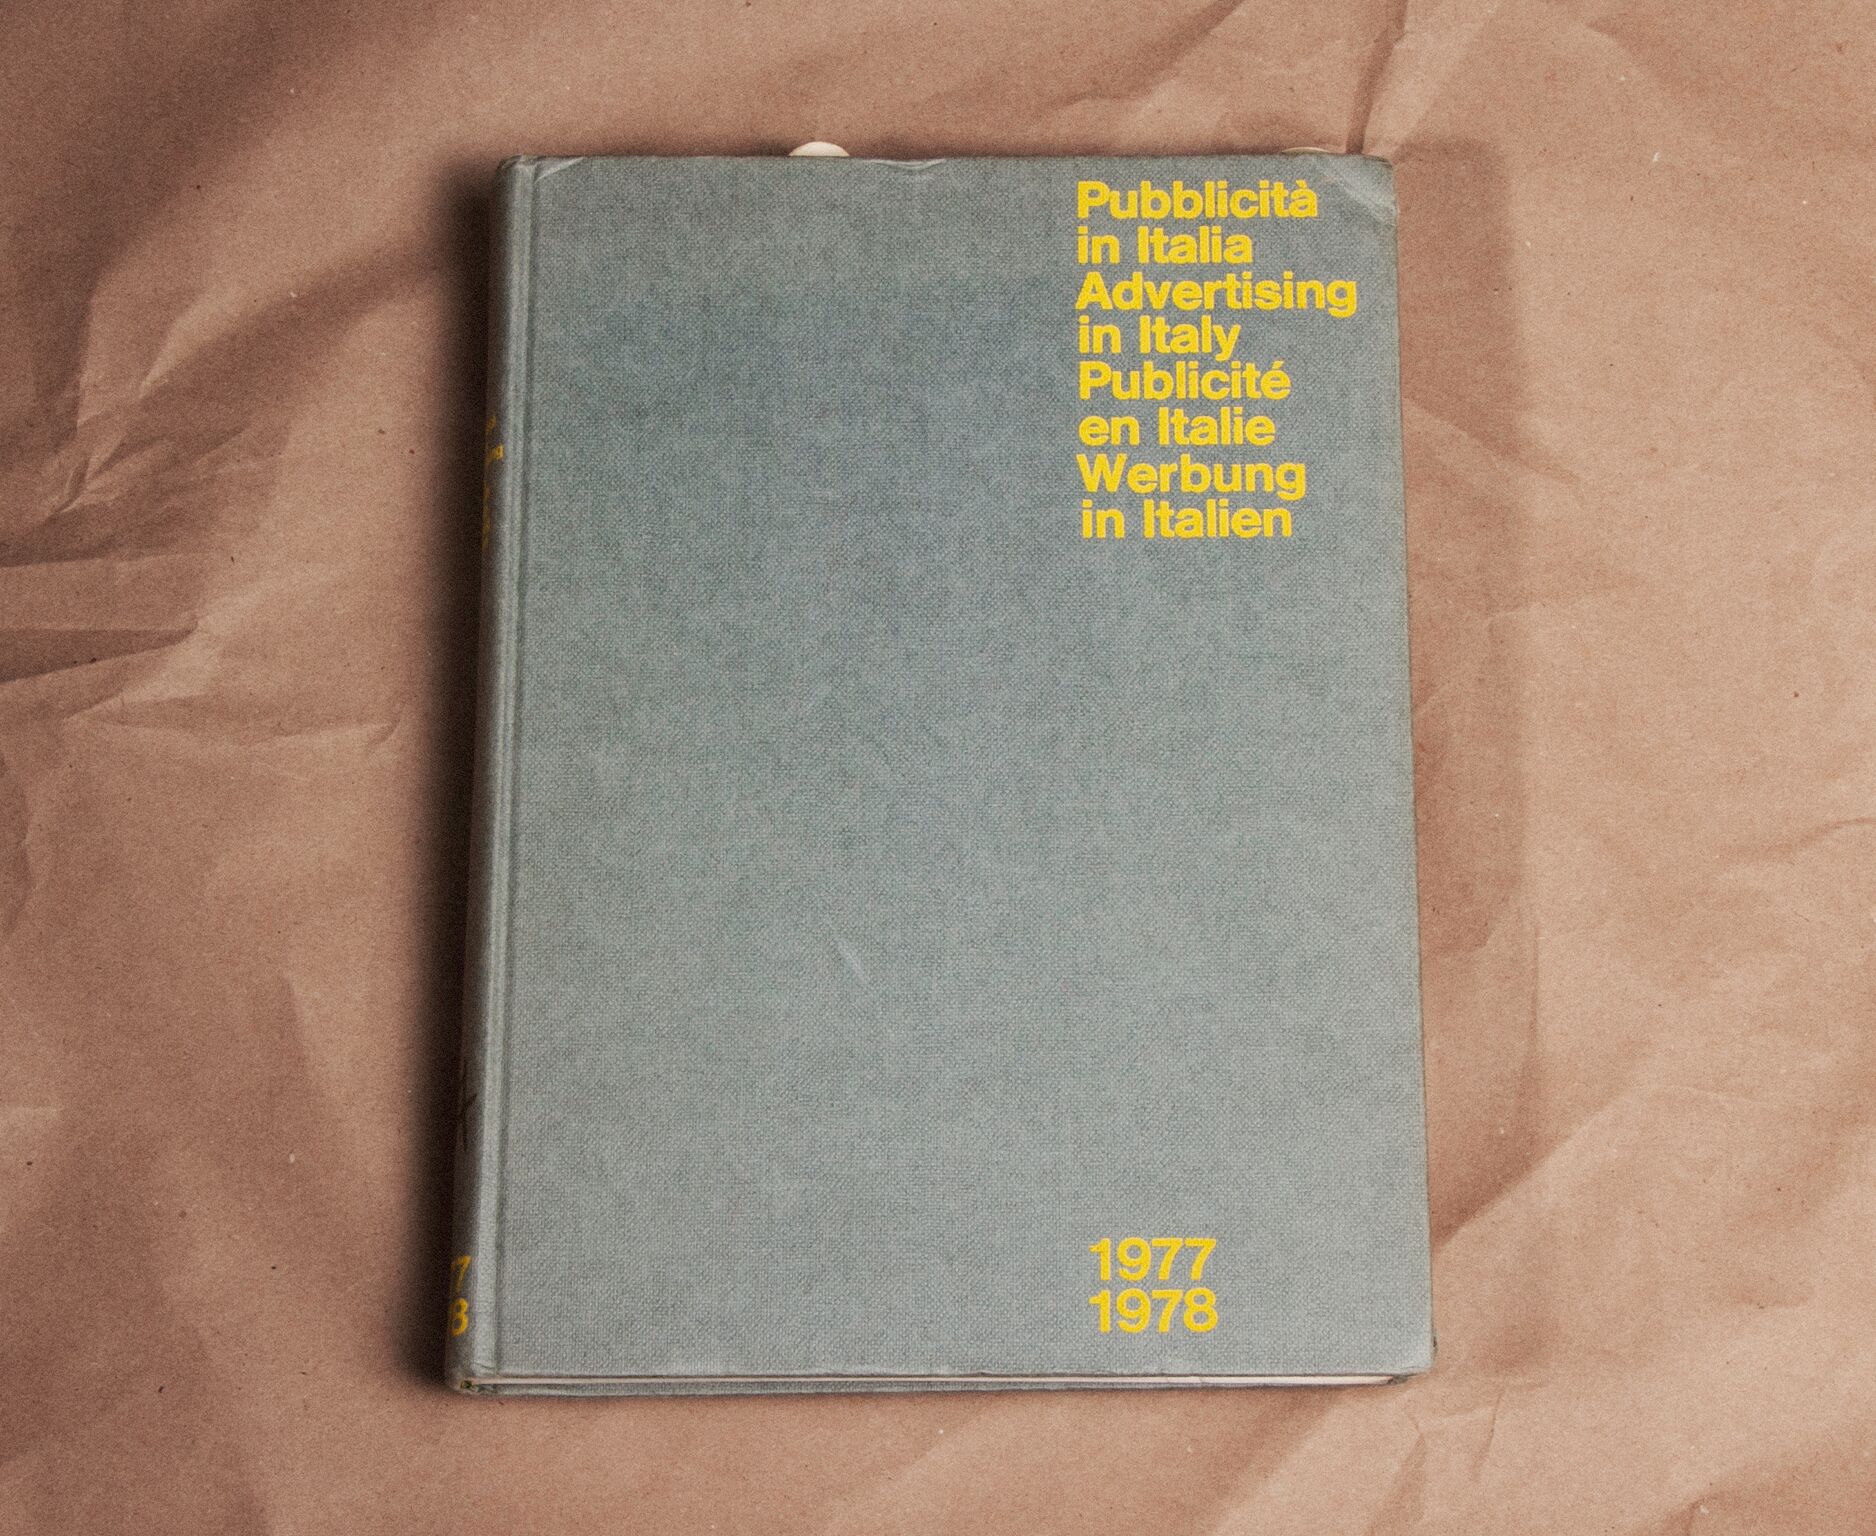 Pubblicità
in Italia
Advertising
in Italy
Publicité
en Italie
Werbung
in Italien
1977
1978